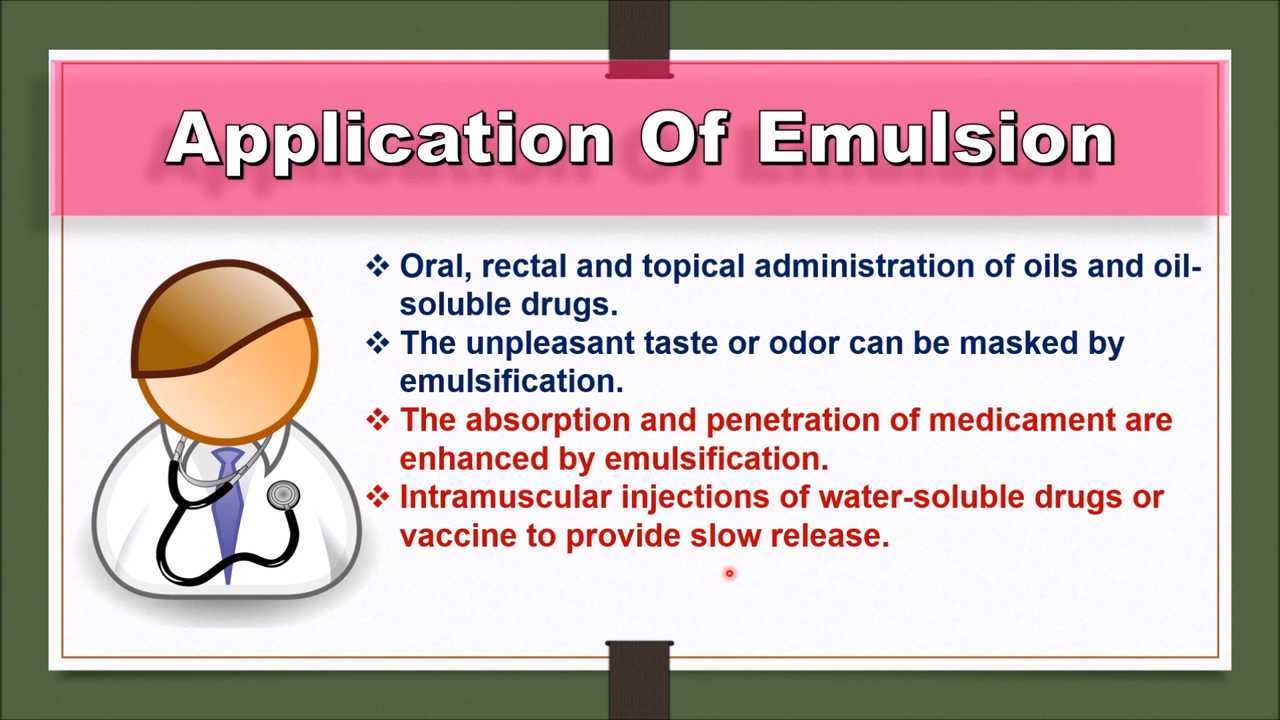 Application Of Emulsion
❖ Oral, rectal and topical administration of oils and oil-
soluble drugs.
❖ The unpleasant taste or odor can be masked by
emulsification.
❖ The absorption and penetration of medicament are
enhanced by emulsification.
❖ Intramuscular injections of water-soluble drugs or
vaccine to provide slow release.